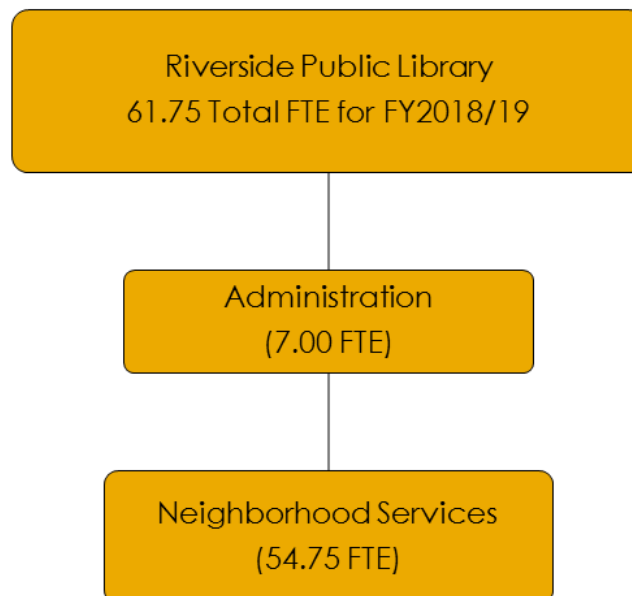 Riverside Public Library
61.75 Total FTE for FY2018/19
Administration
(7.00 FTE)
Neighborhood Services
(54.75 FTE)